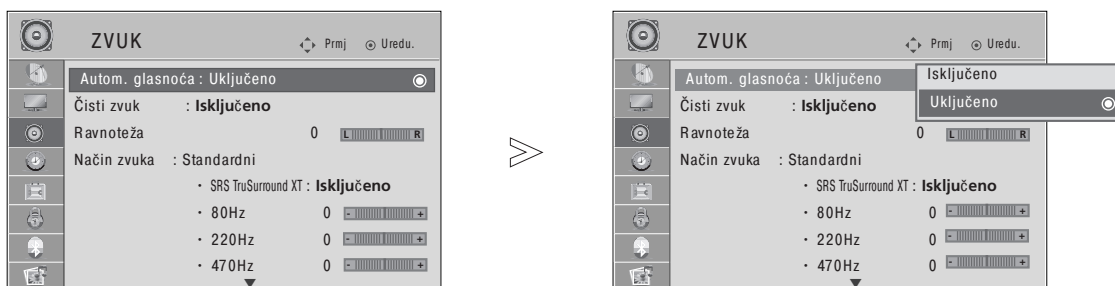 ZVUK Prmj Uredu.
Autom. glasnoća : Uključeno
Čisti zvuk : Isključeno
Ravnoteža 0 L R
Način zvuka : Standardni
• SRS TruSurround XT : Isključeno
• 80Hz 0 - +
• 220Hz 0 - +
• 470Hz 0 - +
>
ZVUK Prmj Uredu.
Autom. glasnoća : Uključeno
Isključeno
Uključeno
Čisti zvuk : Isključeno
Ravnoteža 0 L R
Način zvuka : Standardni
• SRS TruSurround XT : Isključeno
• 80Hz 0 - +
• 220Hz 0 - +
• 470Hz 0 - +